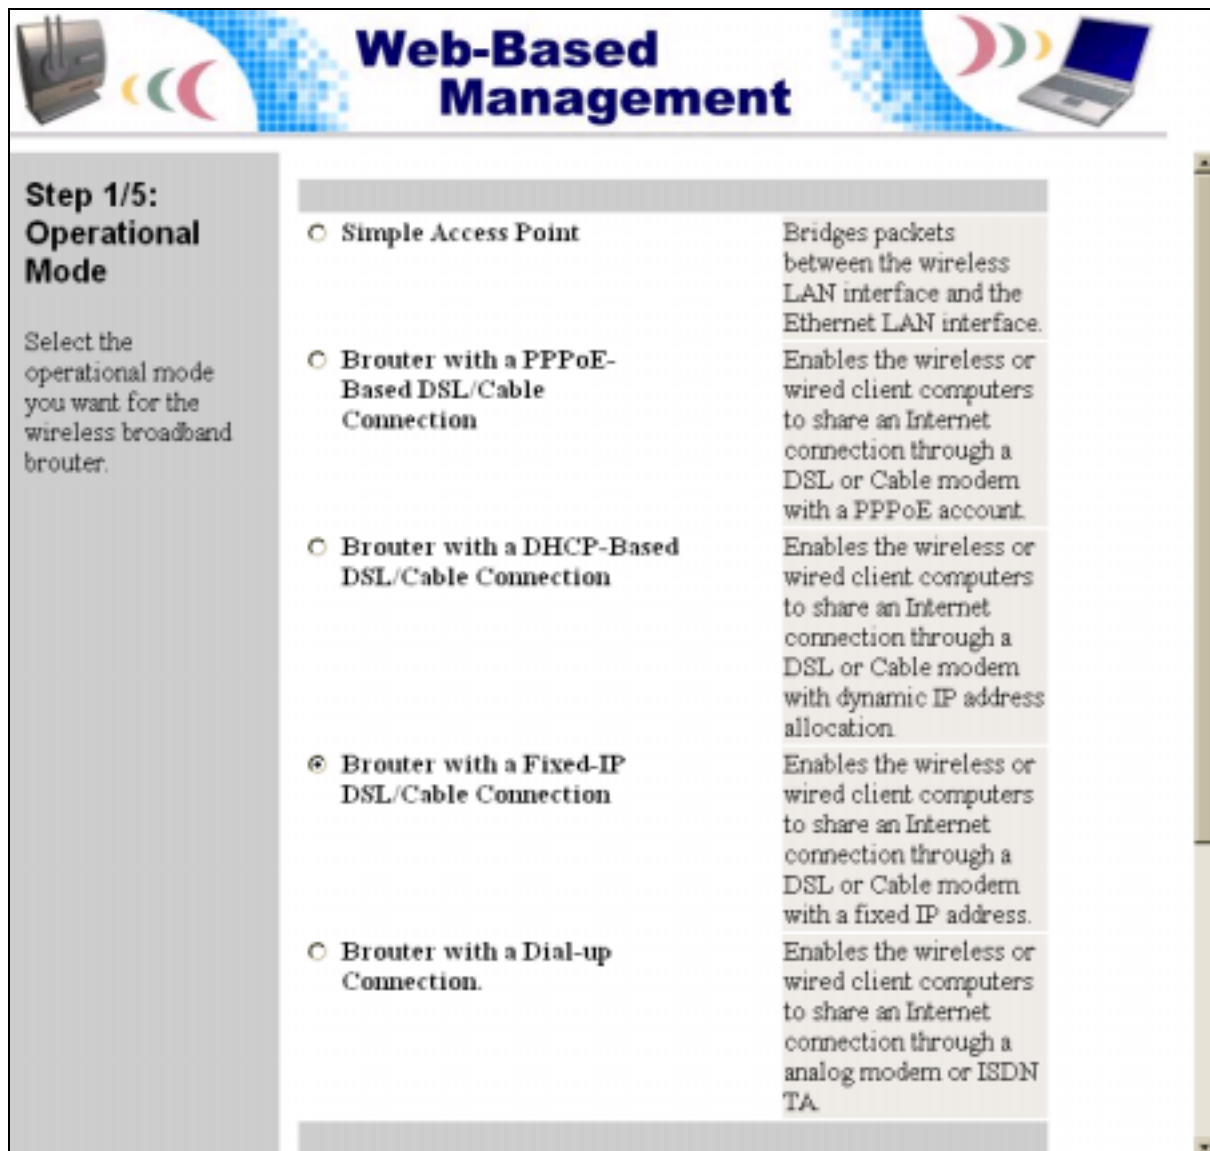 Web-Based
Management
Step 1/5:
Operational
Mode
Select the
operational mode
you want for the
wireless broadband
brouter.
Simple Access Point
Bridges packets
between the wireless
LAN interface and the
Ethernet LAN interface.
Brouter with a PPPoE-
Based DSL/Cable
Connection
Enables the wireless or
wired client computers
to share an Internet
connection through a
DSL or Cable modem
with a PPPoE account.
Brouter with a DHCP-Based
DSL/Cable Connection
Enables the wireless or
wired client computers
to share an Internet
connection through a
DSL or Cable modem
with dynamic IP address
allocation.
Brouter with a Fixed-IP
DSL/Cable Connection
Enables the wireless or
wired client computers
to share an Internet
connection through a
DSL or Cable modem
with a fixed IP address.
Brouter with a Dial-up
Connection.
Enables the wireless or
wired client computers
to share an Internet
connection through a
analog modem or ISDN
TA.